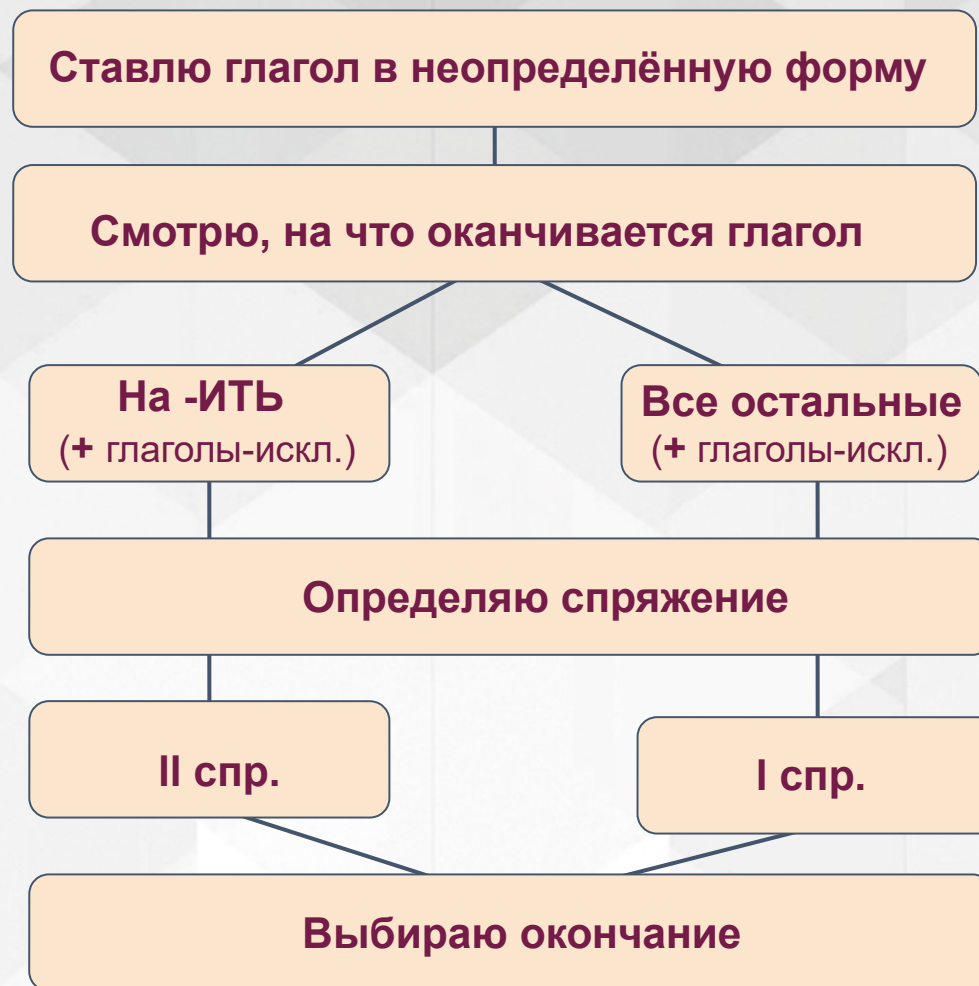 Ставлю глагол в неопределённую форму
Смотрю, на что оканчивается глагол
На -ИТЬ
(+ глаголы-искл.)
Все остальные
(+ глаголы-искл.)
Определяю спряжение
II спр.
I спр.
Выбираю окончание